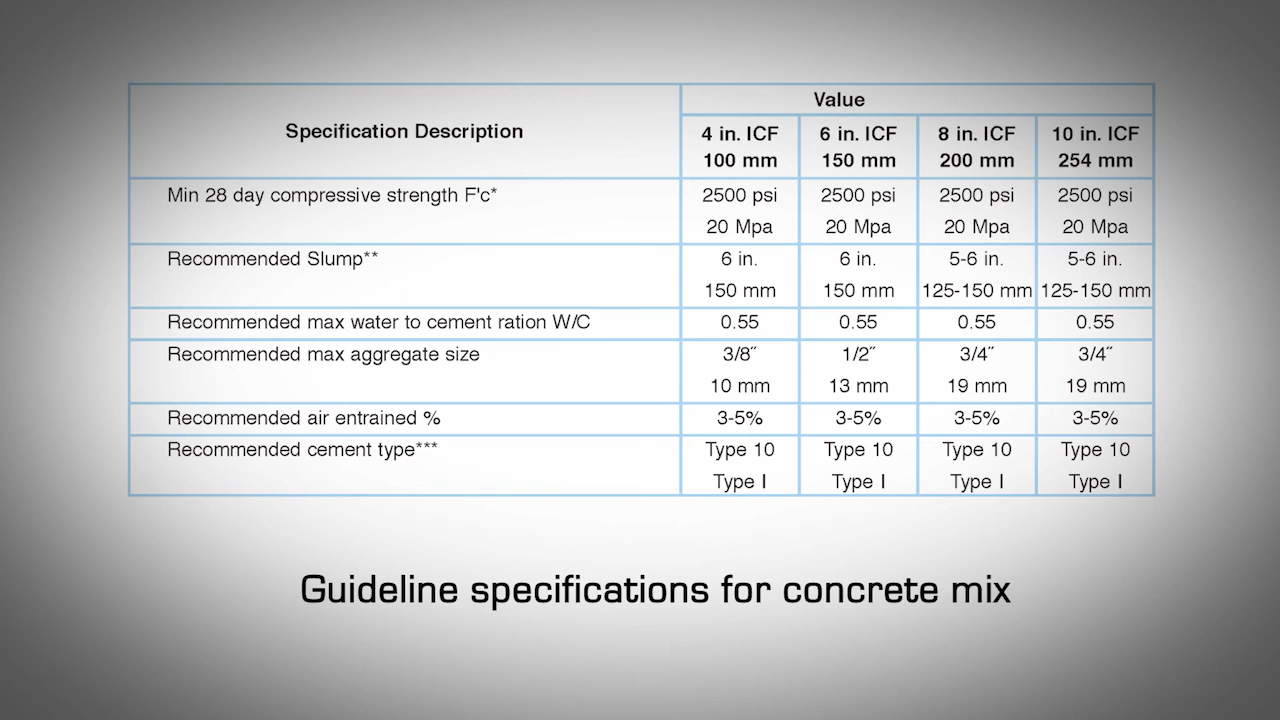 Specification Description
Value
4 in. ICF 6 in. ICF 8 in. ICF 10 in. ICF
100 mm 150 mm 200 mm 254 mm
Min 28 day compressive strength F'c* 2500 psi 2500 psi 2500 psi 2500 psi
20 Mpa 20 Mpa 20 Mpa 20 Mpa
Recommended Slump** 6 in. 6 in. 5-6 in. 5-6 in.
150 mm 150 mm 125-150 mm 125-150 mm
Recommended max water to cement ration W/C 0.55 0.55 0.55 0.55
Recommended max aggregate size 3/8˝ 1/2˝ 3/4˝ 3/4˝
10 mm 13 mm 19 mm 19 mm
Recommended air entrained % 3-5% 3-5% 3-5% 3-5%
Recommended cement type*** Type 10 Type 10 Type 10 Type 10
Type I Type I Type I Type I
Guideline specifications for concrete mix